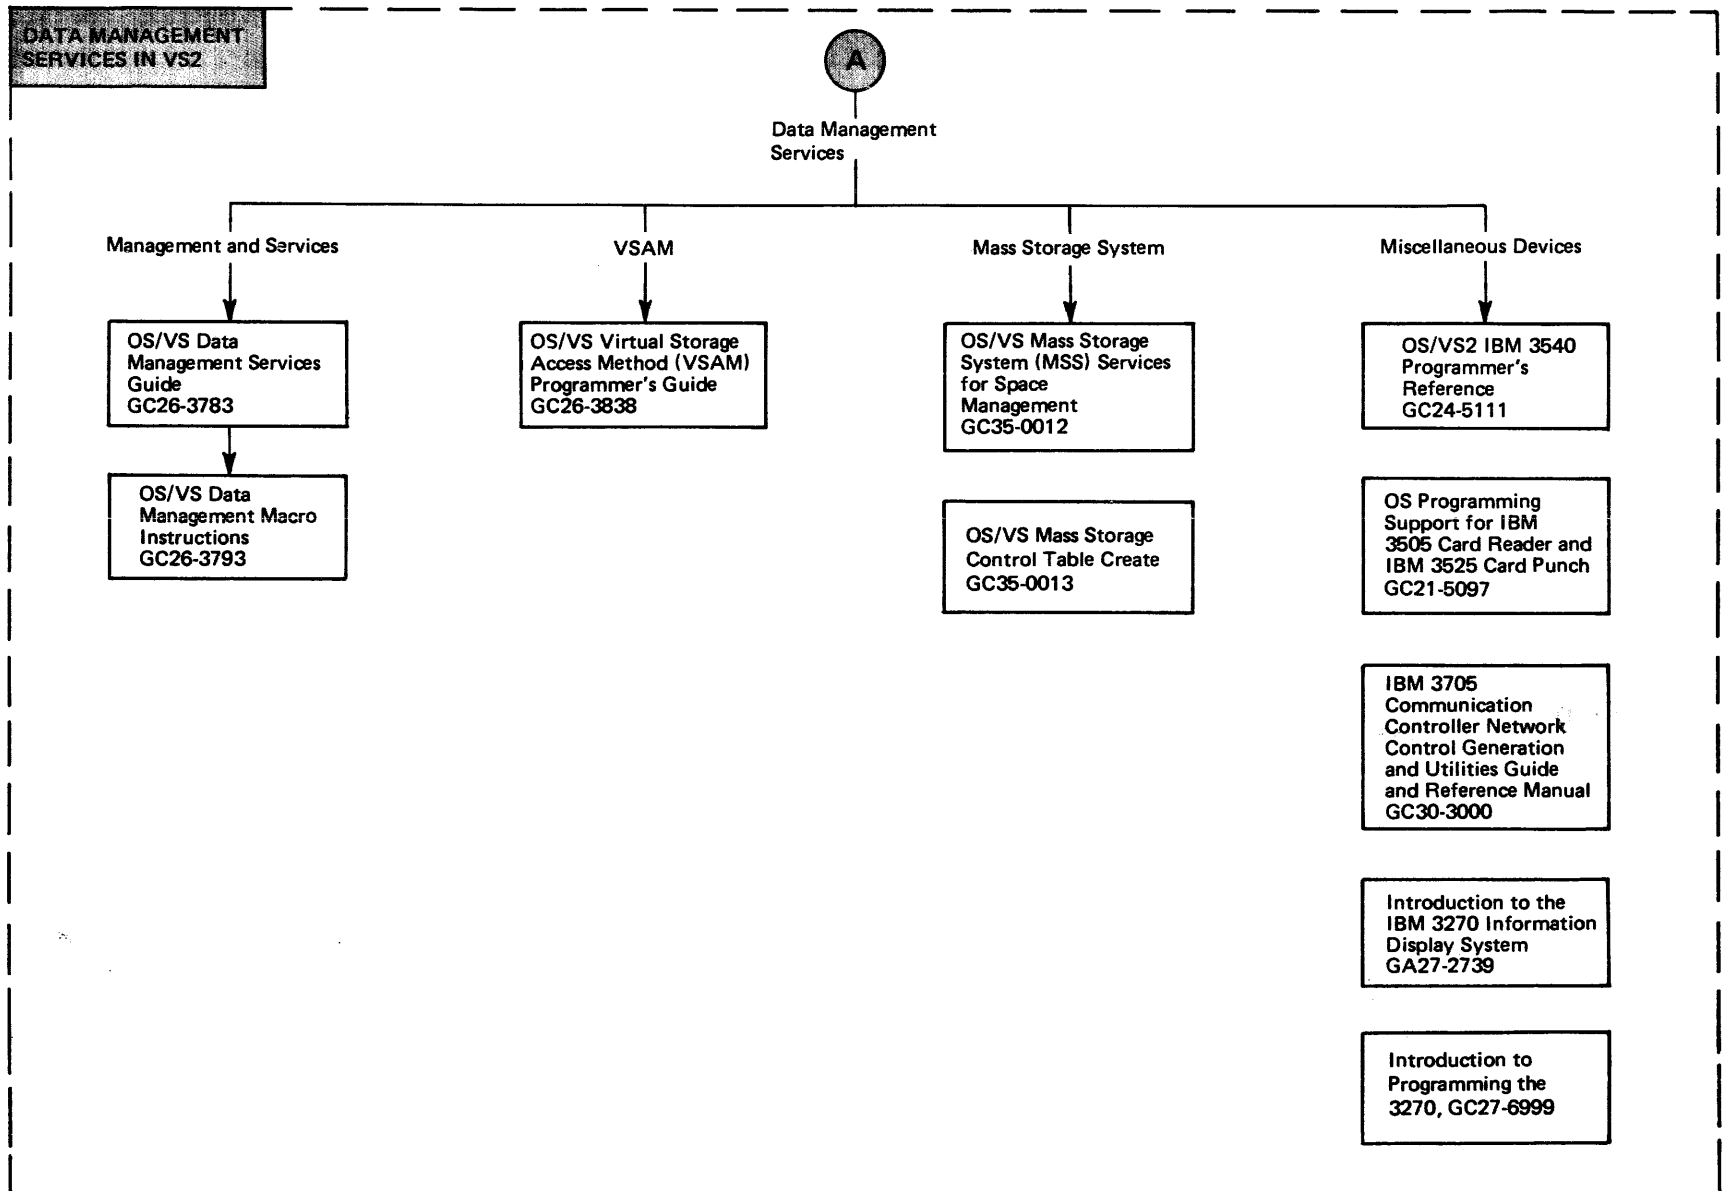 DATA MANAGEMENT
SERVICES IN VS2
A
Data Management
Services
Management and Services
VSAM
Mass Storage System
Miscellaneous Devices
OS/VS Data
Management Services
Guide
GC26-3783
OS/VS Data
Management Macro
Instructions
GC26-3793
OS/VS Virtual Storage
Access Method (VSAM)
Programmer's Guide
GC26-3838
OS/VS Mass Storage
System (MSS) Services
for Space
Management
GC35-0012
OS/VS Mass Storage
Control Table Create
GC35-0013
OS/VS2 IBM 3540
Programmer's
Reference
GC24-5111
OS Programming
Support for IBM
3505 Card Reader and
IBM 3525 Card Punch
GC21-5097
IBM 3705
Communication
Controller Network
Control Generation
and Utilities Guide
and Reference Manual
GC30-3000
Introduction to the
IBM 3270 Information
Display System
GA27-2739
Introduction to
Programming the
3270, GC27-6999